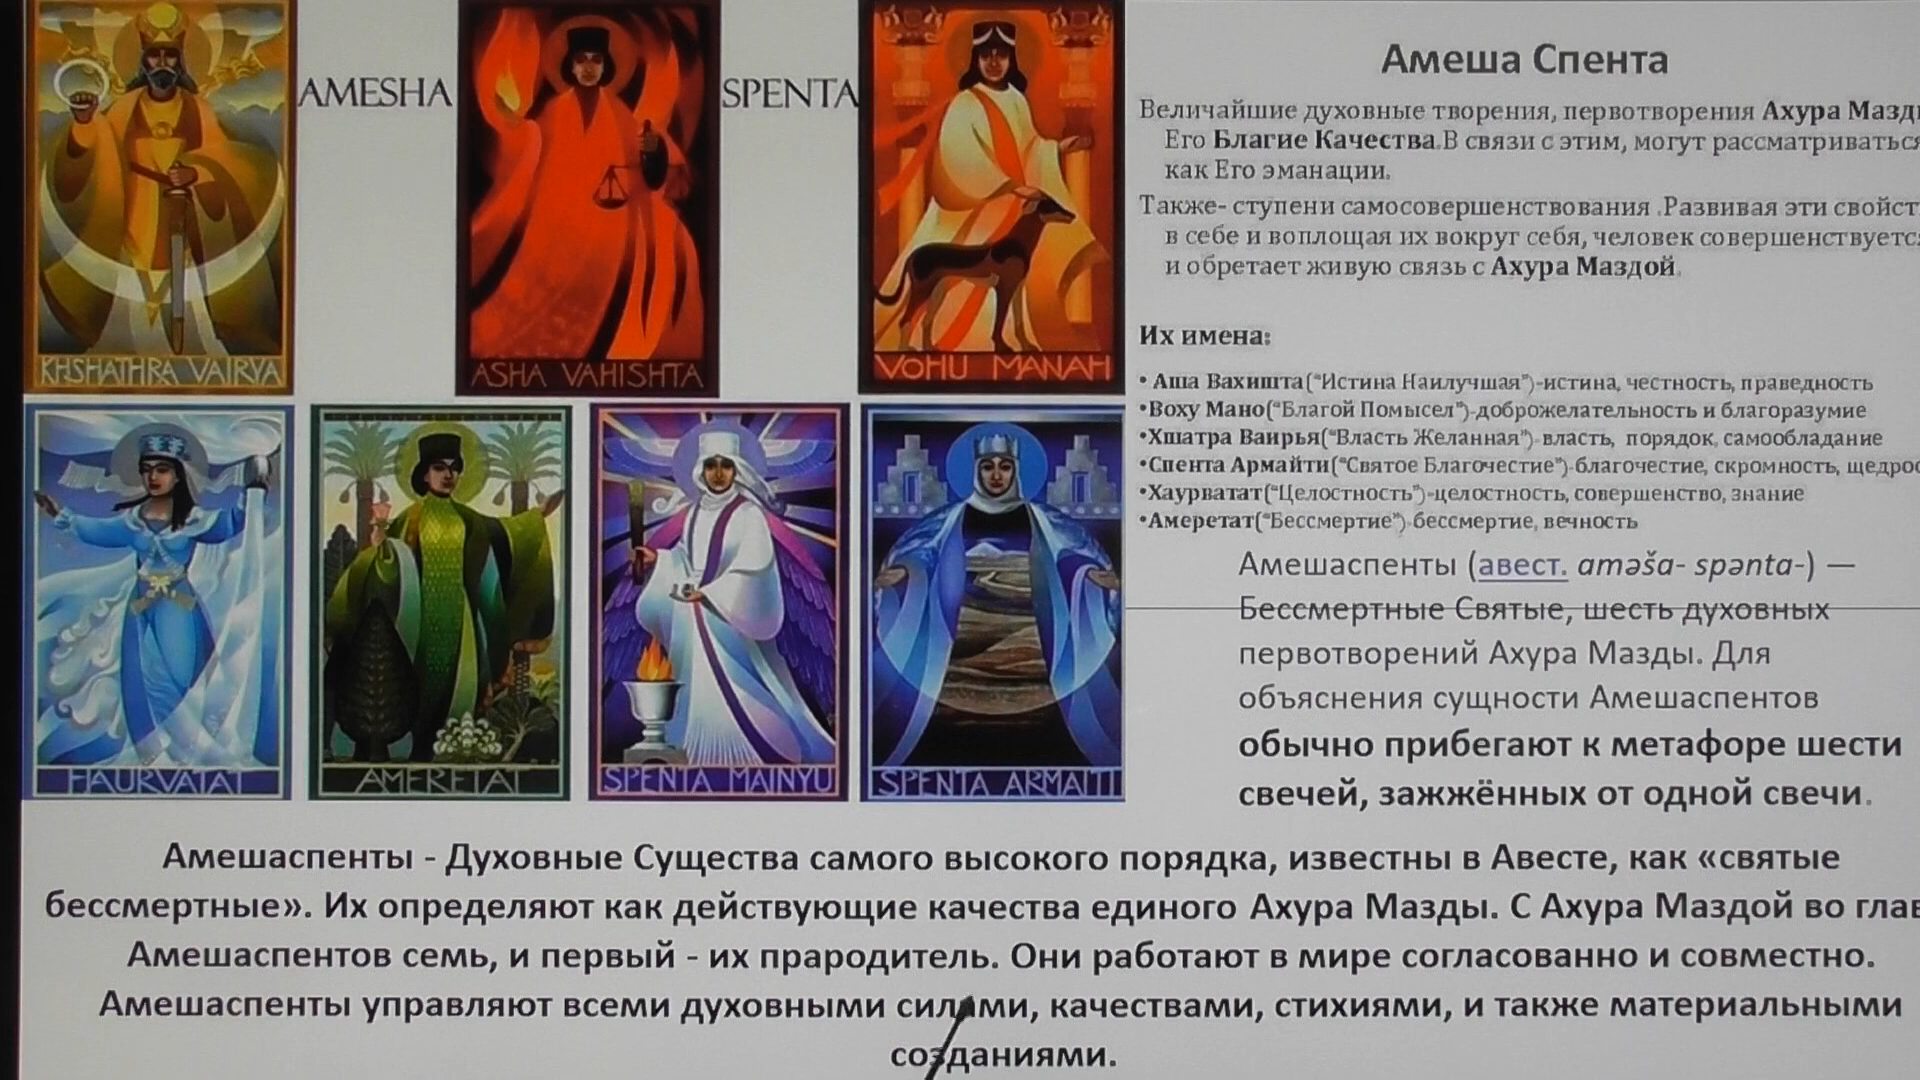 AMESHA
SPENTA
KHSHATHRA VAIRYA
ASHA VAHISHTA
VOHU MANAH
HAURVATAT
AMERETAT
SPENTA MAINYU
SPENTA ARMAITI
Амеша Спента
Величайшие духовные творения, первотворения Ахура
Его Благие Качества.В связи с этим, могут рассматриваться
как Его эманации.
Также- ступени самосовершенствования .Развивая эти
в себе и воплощая их вокруг себя, человек
и обретает живую связь с Ахура Маздой.
Их имена:
• Аша Вахишта("Истина Наилучшая")-истина, честность, праведность
•Воху Мано("Благой Помысел")-доброжелательность и благоразумие
•Хшатра Ваирья("Власть Желанная")-власть, порядок, самообладание
•Спента Армайти("Святое Благочестие")-благочестие, скромность,
•Хаурватат("Целостность")-целостность, совершенство, знание
•Амеретат("Бессмертие")-бессмертие, вечность
Амешаспенты (авест. aməša- spənta-) —
Бессмертные Святые, шесть духовных
первотворений Ахура Мазды. Для
объяснения сущности Амешаспентов
обычно прибегают к метафоре шести
свечей, зажжённых от одной свечи.
Амешаспенты - Духовные Существа самого высокого порядка, известны в Авесте, как «святые
бессмертные». Их определяют как действующие качества единого Ахура Мазды. С Ахура Маздой во
Амешаспентов семь, и первый - их прародитель. Они работают в мире согласованно и совместно.
Амешаспенты управляют всеми духовными силами, качествами, стихиями, и также материальными
созданиями.